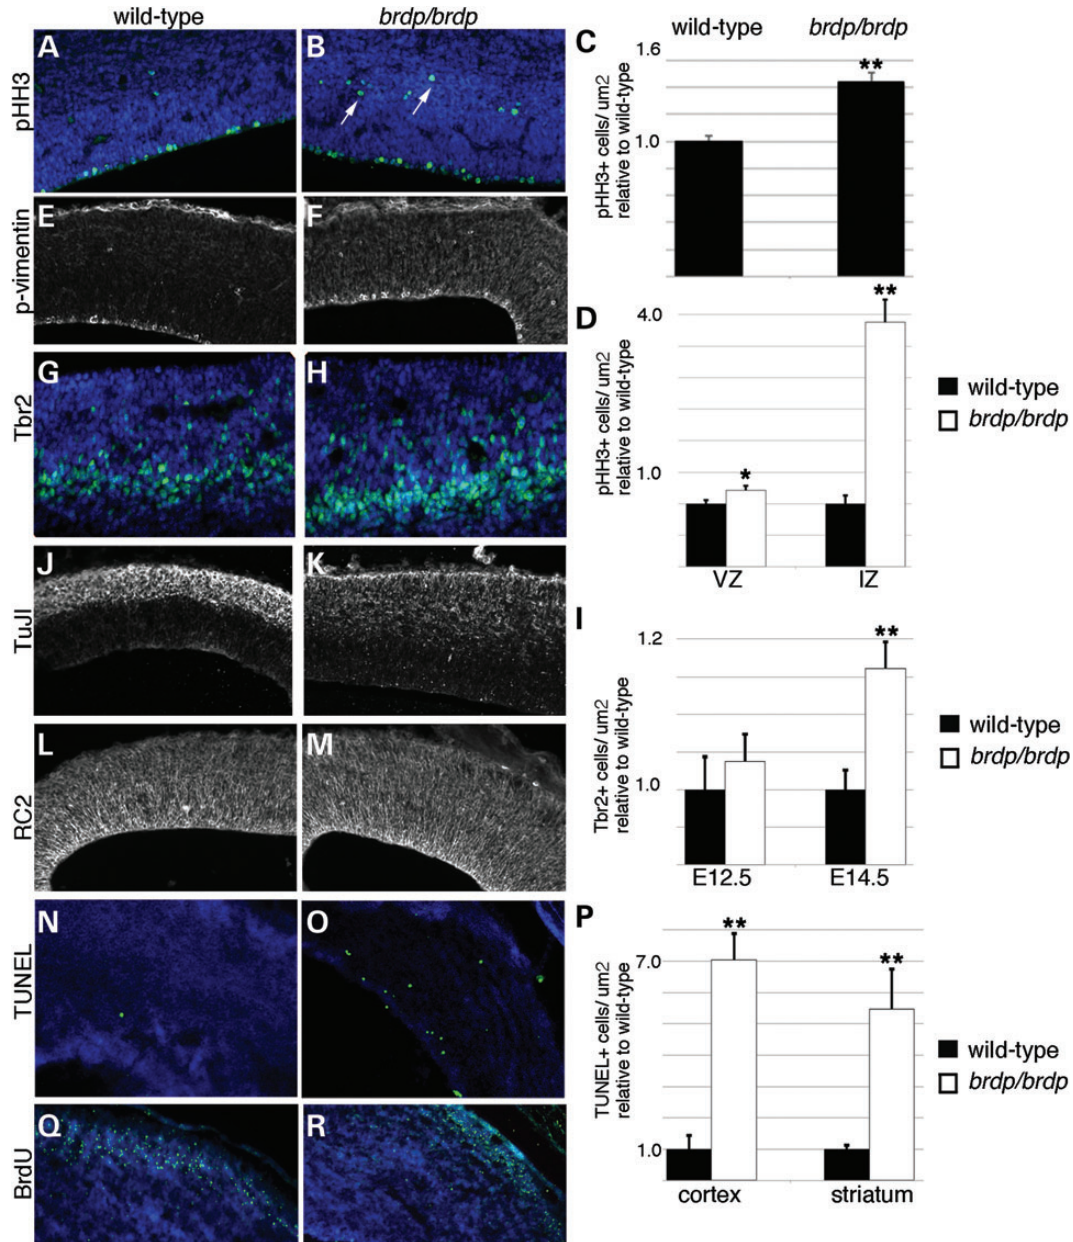 wild-type
brdp/brdp
A
B
pHH3
E
F
p-vimentin
G
H
Tbr2
J
K
TuJI
L
M
RC2
N
O
TUNEL
Q
R
BrdU
C
wild-type
brdp/brdp
1.6
**
1.0
pHH3+ cells/ um2
relative to wild-type
D
4.0
**
1.0
*
pHH3+ cells/ um2
relative to wild-type
VZ
IZ
wild-type
brdp/brdp
I
1.2
**
1.0
Tbr2+ cells/ um2
relative to wild-type
E12.5
E14.5
wild-type
brdp/brdp
P
**
7.0
**
1.0
TUNEL+ cells/ um2
relative to wild-type
cortex
striatum
wild-type
brdp/brdp